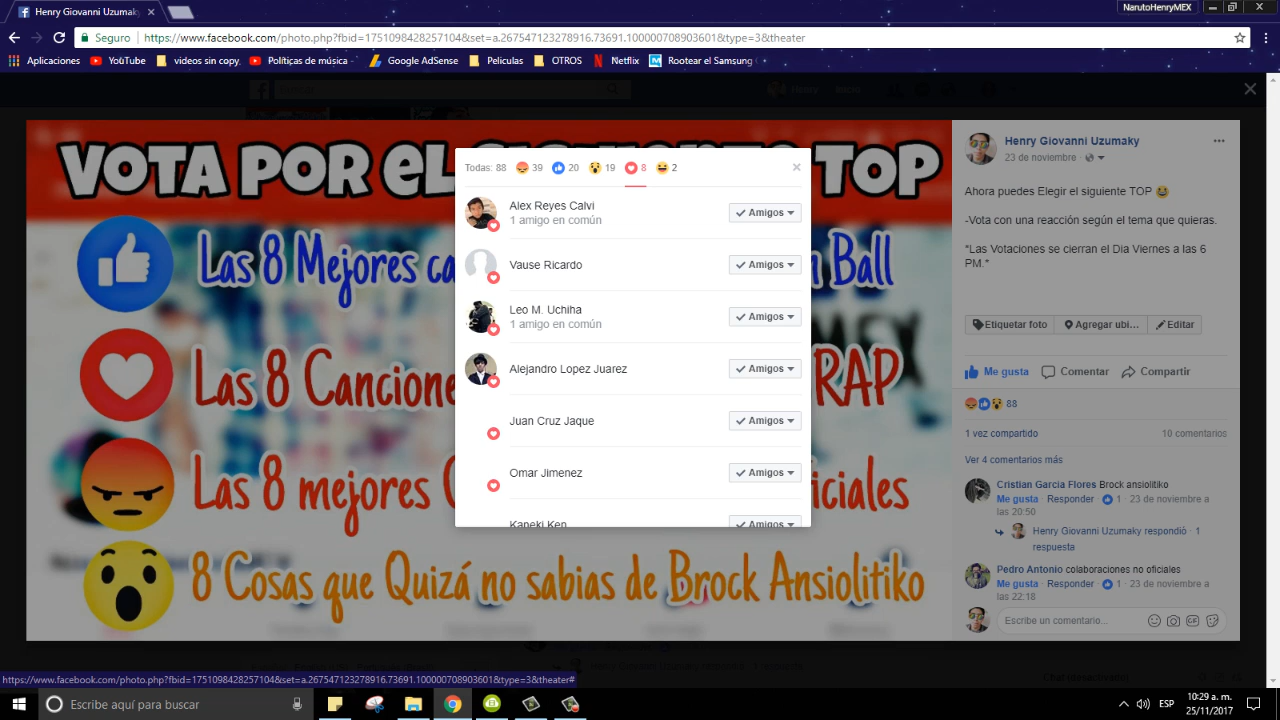 Henry Giovanni Uzumak
NarutoHenryMEX
Seguro
https://www.facebook.com/photo.php?fbid=1751098428257104&set=a.267547123278916.73691.100000708903601&type=3&theater
Aplicaciones
YouTube
videos sin copy.
Políticas de música -
Google AdSense
Peliculas
OTROS
Netflix
Rootear el Samsung
Henry
Inicio
VOTA POR el
TOP
Las 8 Mejores
Ball
Las 8 Cancione
RAP
Las 8 mejores
iciales
8 Cosas que Quizá no sabias de Brock Ansiolitiko
Todas: 88
39
20
19
8
2
Alex Reyes Calvi
1 amigo en común
Amigos
Vause Ricardo
Amigos
Leo M. Uchiha
1 amigo en común
Amigos
Alejandro Lopez Juarez
Amigos
Juan Cruz Jaque
Amigos
Omar Jimenez
Amigos
Kaneki Ken
Amigos
Henry Giovanni Uzumaky
23 de noviembre ·
Ahora puedes Elegir el siguiente TOP 😂
-Vota con una reacción según el tema que quieras.
*Las Votaciones se cierran el Dia Viernes a las 6
PM.*
Etiquetar foto
Agregar ubi...
Editar
Me gusta
Comentar
Compartir
88
1 vez compartido
10 comentarios
Ver 4 comentarios más
Cristian Garcia Flores Brock ansiolitiko
Me gusta · Responder · 1 · 23 de noviembre a
las 20:50
Henry Giovanni Uzumaky respondió · 1
respuesta
Pedro Antonio colaboraciones no oficiales
Me gusta · Responder · 1 · 23 de noviembre a
las 22:18
Escribe un comentario...
GIF
https://www.facebook.com/photo.php?fbid=1751098428257104&set=a.267547123278916.73691.100000708903601&type=3&theater#
Escribe aquí para buscar
ESP
10:29 a. m.
25/11/2017